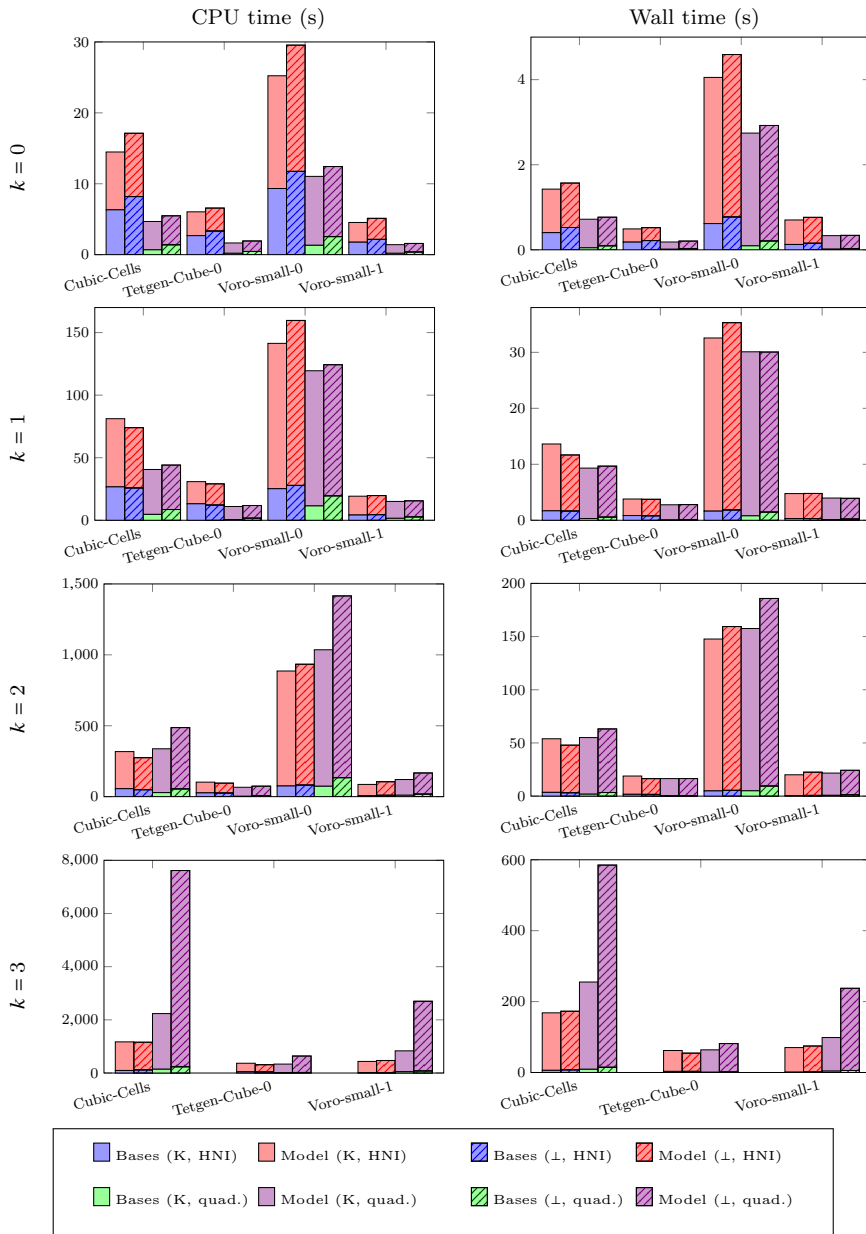 CPU time (s)
Wall time (s)
k = 0
30
20
10
0
Cubic-Cells
Tetgen-Cube-0
Voro-small-0
Voro-small-1
4
2
0
Cubic-Cells
Tetgen-Cube-0
Voro-small-0
Voro-small-1
k = 1
150
100
50
0
Cubic-Cells
Tetgen-Cube-0
Voro-small-0
Voro-small-1
30
20
10
0
Cubic-Cells
Tetgen-Cube-0
Voro-small-0
Voro-small-1
k = 2
1,500
1,000
500
0
Cubic-Cells
Tetgen-Cube-0
Voro-small-0
Voro-small-1
200
150
100
50
0
Cubic-Cells
Tetgen-Cube-0
Voro-small-0
Voro-small-1
k = 3
8,000
6,000
4,000
2,000
0
Cubic-Cells
Tetgen-Cube-0
Voro-small-1
600
400
200
0
Cubic-Cells
Tetgen-Cube-0
Voro-small-1
Bases (K, HNI) Model (K, HNI) Bases (⊥, HNI) Model (⊥, HNI)
Bases (K, quad.) Model (K, quad.) Bases (⊥, quad.) Model (⊥, quad.)